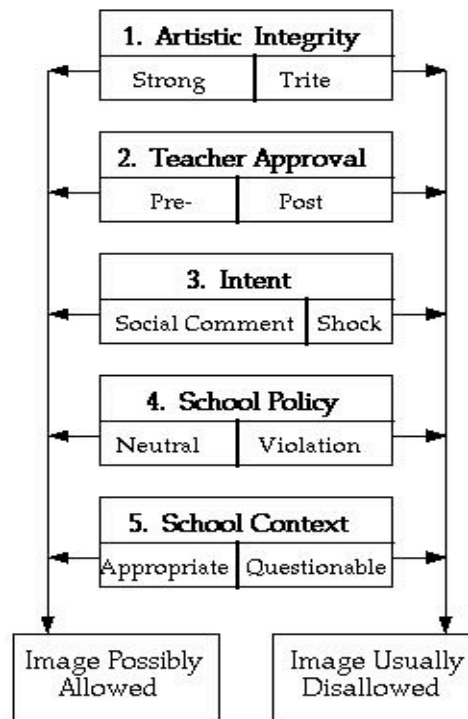 1. Artistic Integrity
Strong Trite
2. Teacher Approval
Pre- Post
3. Intent
Social Comment Shock
4. School Policy
Neutral Violation
5. School Context
Appropriate Questionable
Image Possibly
Allowed
Image Usually
Disallowed